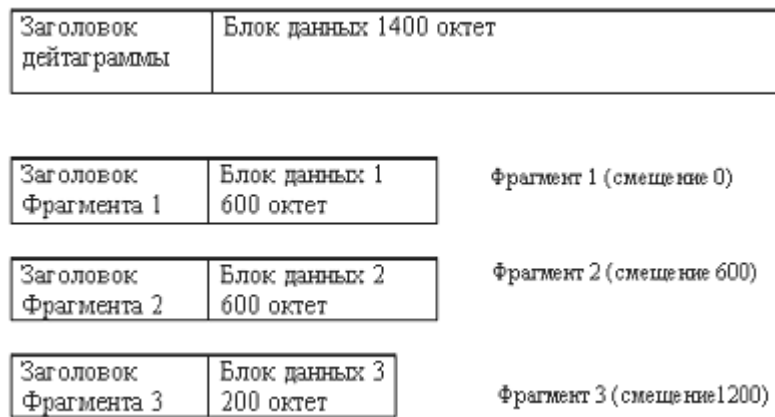 Заголовок
дейтаграммы
Блок данных 1400 октет
Заголовок
Фрагмента 1
Блок данных 1
600 октет
Фрагмент 1 (смещение 0)
Заголовок
Фрагмента 2
Блок данных 2
600 октет
Фрагмент 2 (смещение 600)
Заголовок
Фрагмента 3
Блок данных 3
200 октет
Фрагмент 3 (смещение1200)